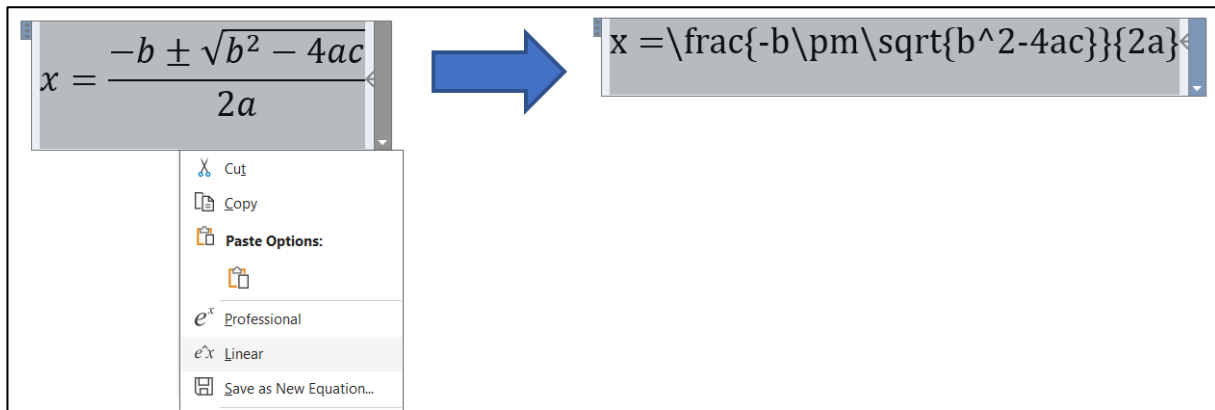 x = −b ± √b² − 4ac
2a
x =\frac{-b\pm\sqrt{b^2-4ac}}{2a}
Cut
Copy
Paste Options:
eˣ Professional
e^x Linear
Save as New Equation...